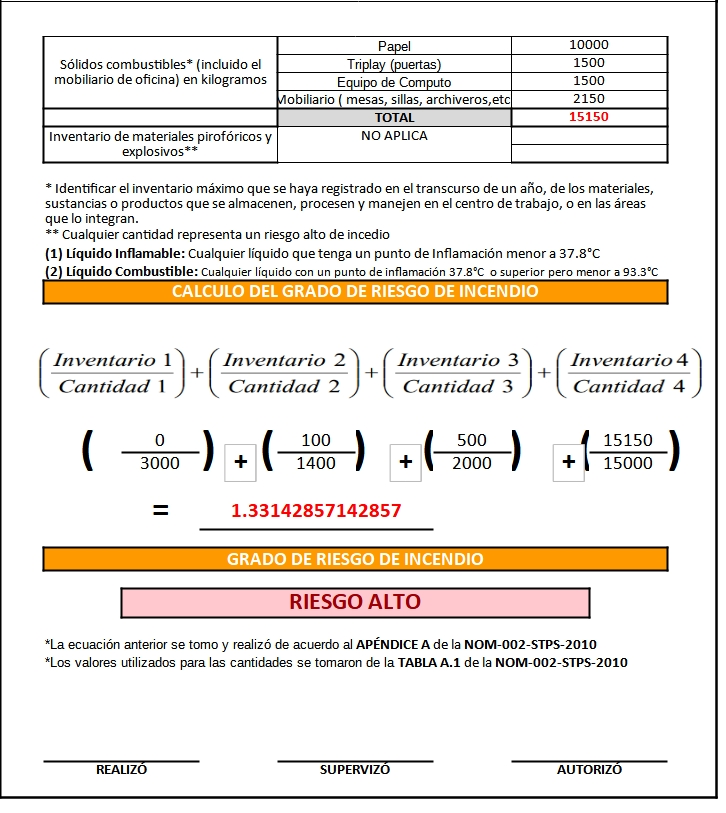 Papel 10000
Sólidos combustibles* (incluido el Triplay (puertas) 1500
mobiliario de oficina) en kilogramos Equipo de Computo 1500
Mobiliario ( mesas, sillas, archiveros,etc 2150
TOTAL 15150
Inventario de materiales pirofóricos y NO APLICA
explosivos**
* Identificar el inventario máximo que se haya registrado en el transcurso de un año, de los materiales,
sustancias o productos que se almacenen, procesen y manejen en el centro de trabajo, o en las áreas
que lo integran.
** Cualquier cantidad representa un riesgo alto de incedio
(1) Líquido Inflamable: Cualquier líquido que tenga un punto de Inflamación menor a 37.8°C
(2) Líquido Combustible: Cualquier líquido con un punto de inflamación 37.8°C o superior pero menor a 93.3°C
CALCULO DEL GRADO DE RIESGO DE INCENDIO
(Inventario 1 / Cantidad 1) + (Inventario 2 / Cantidad 2) + (Inventario 3 / Cantidad 3) + (Inventario 4 / Cantidad 4)
( 0 / 3000 ) + ( 100 / 1400 ) + ( 500 / 2000 ) + ( 15150 / 15000 )
= 1.33142857142857
GRADO DE RIESGO DE INCENDIO
RIESGO ALTO
*La ecuación anterior se tomo y realizó de acuerdo al APÉNDICE A de la NOM-002-STPS-2010
*Los valores utilizados para las cantidades se tomaron de la TABLA A.1 de la NOM-002-STPS-2010
REALIZÓ SUPERVIZÓ AUTORIZÓ